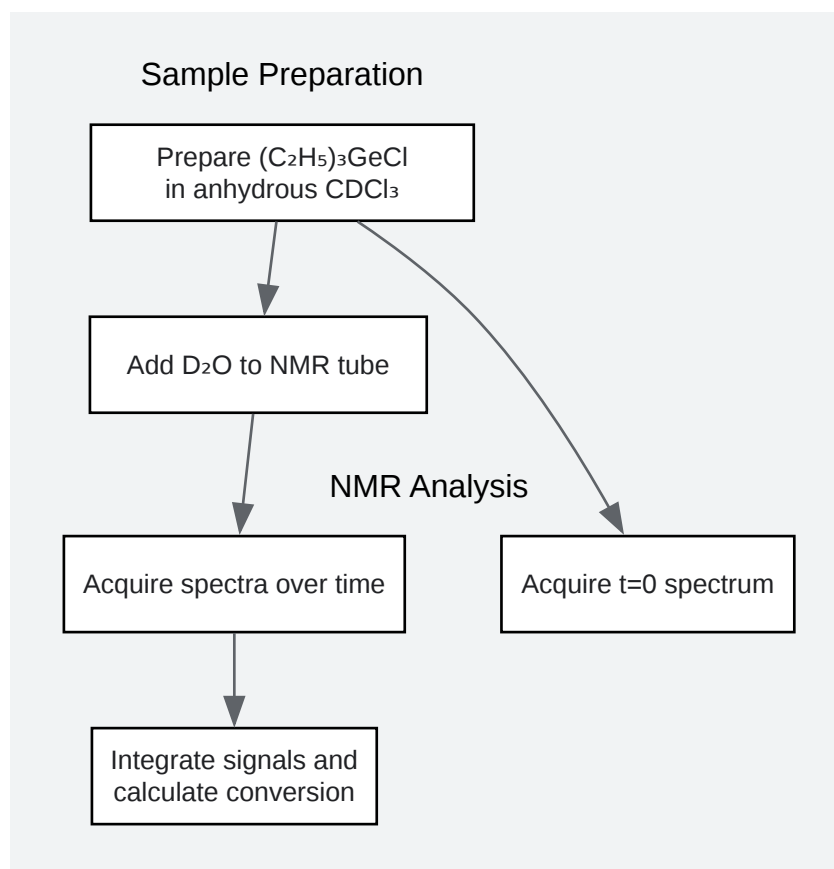 Sample Preparation
Prepare (C₂H₅)₃GeCl
in anhydrous CDCl₃
Add D₂O to NMR tube
NMR Analysis
Acquire spectra over time
Acquire t=0 spectrum
Integrate signals and
calculate conversion